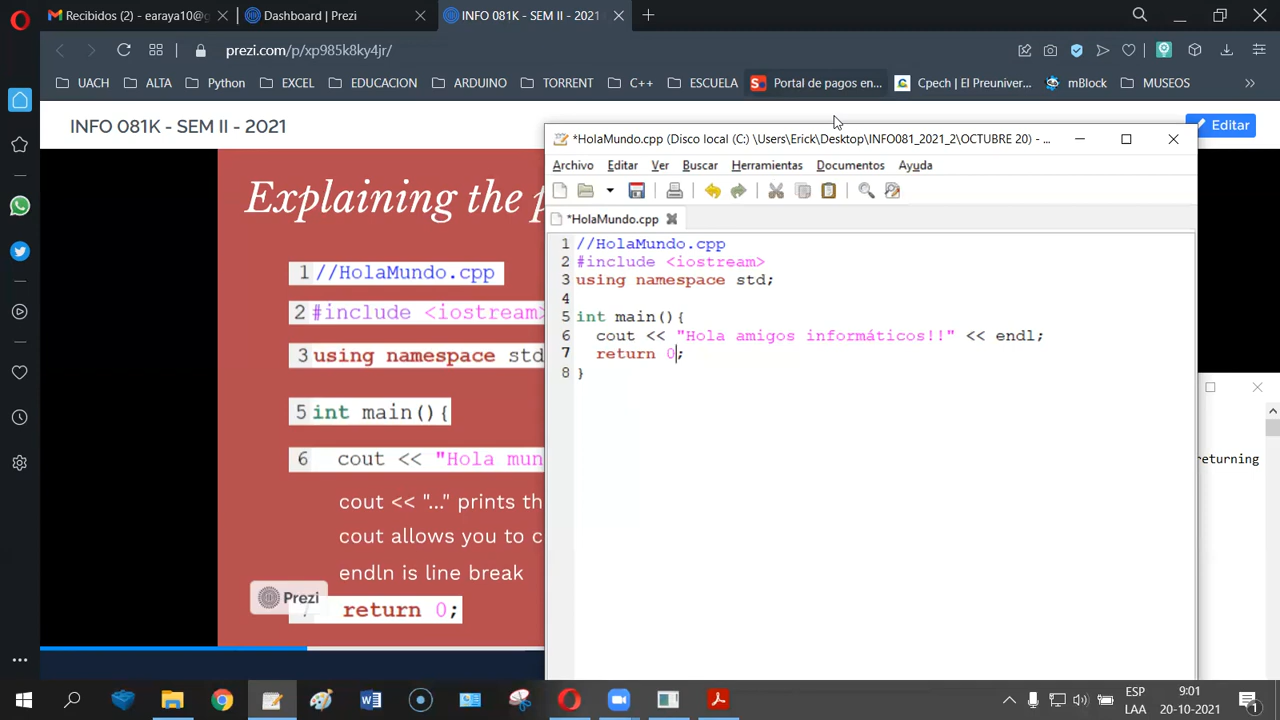 Recibidos (2) - earaya10@g
Dashboard | Prezi
INFO 081K - SEM II - 2021
prezi.com/p/xp985k8ky4jr/
UACH
ALTA
Python
EXCEL
EDUCACION
ARDUINO
TORRENT
C++
ESCUELA
Portal de pagos en...
Cpech | El Preuniver...
mBlock
MUSEOS
INFO 081K - SEM II - 2021
Editar
Explaining the p
1 //HolaMundo.cpp
2 #include <iostream>
3 using namespace std
5 int main(){
6 cout << "Hola mun
cout << "..." prints th
cout allows you to c
endln is line break
7 return 0;
Prezi
*HolaMundo.cpp (Disco local (C:) \Users\Erick\Desktop\INFO081_2021_2\OCTUBRE 20) - ...
Archivo Editar Ver Buscar Herramientas Documentos Ayuda
*HolaMundo.cpp
1 //HolaMundo.cpp
2 #include <iostream>
3 using namespace std;
4
5 int main(){
6 cout << "Hola amigos informáticos!!" << endl;
7 return 0;
8 }
returning
ESP
LAA
9:01
20-10-2021
1